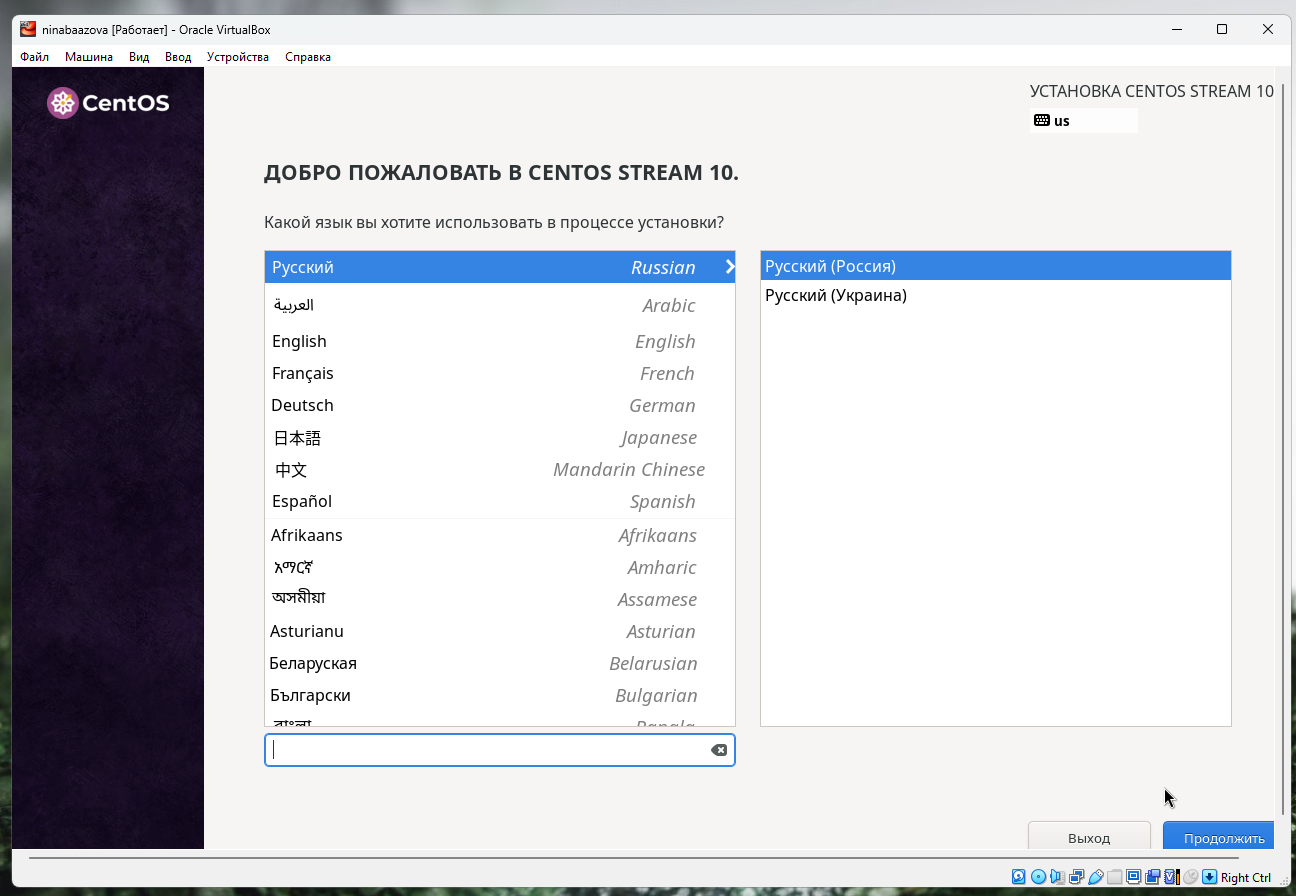 ninabaazova [Работает] - Oracle VirtualBox
Файл Машина Вид Ввод Устройства Справка
CentOS
УСТАНОВКА CENTOS STREAM 10
us
ДОБРО ПОЖАЛОВАТЬ В CENTOS STREAM 10.
Какой язык вы хотите использовать в процессе установки?
Русский Russian
العربية Arabic
English English
Français French
Deutsch German
日本語 Japanese
中文 Mandarin Chinese
Español Spanish
Afrikaans Afrikaans
አማርኛ Amharic
অসমীয়া Assamese
Asturianu Asturian
Беларуская Belarusian
Български Bulgarian
বাংলা Bangla
Русский (Россия)
Русский (Украина)
Выход Продолжить
Right Ctrl